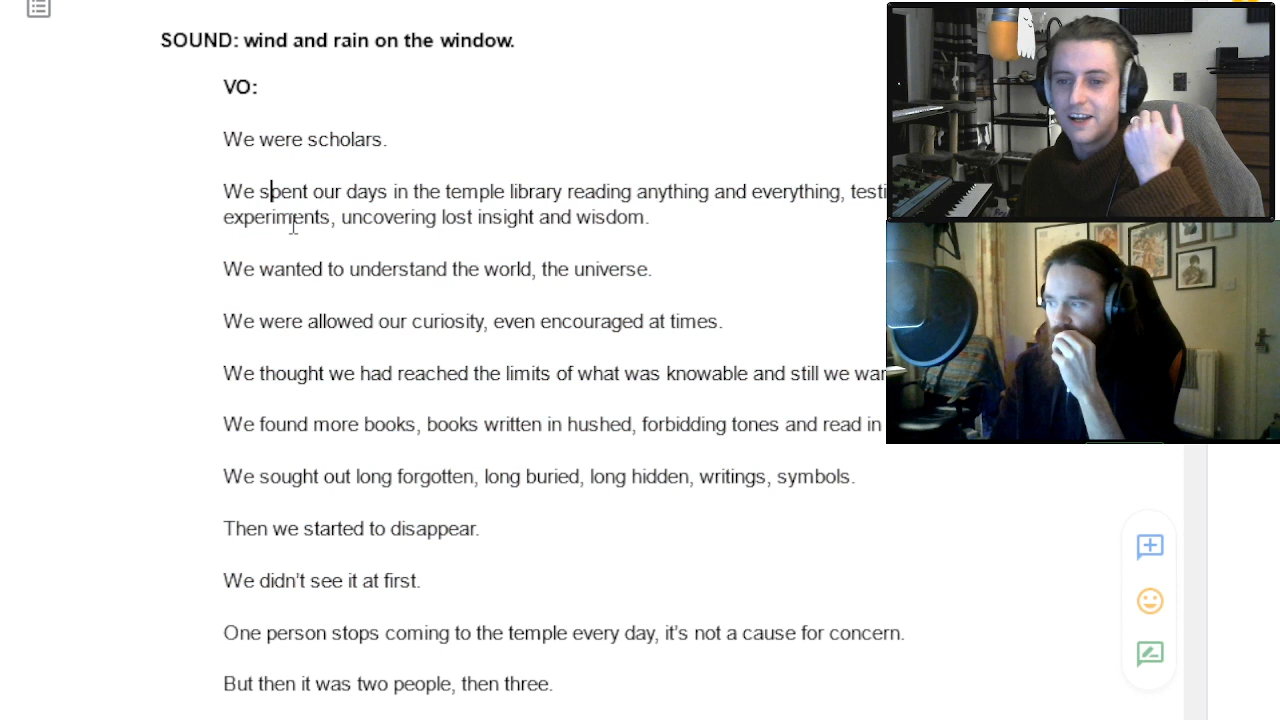 SOUND: wind and rain on the window.
VO:
We were scholars.
We spent our days in the temple library reading anything and everything,
experiments, uncovering lost insight and wisdom.
We wanted to understand the world, the universe.
We were allowed our curiosity, even encouraged at times.
We thought we had reached the limits of what was knowable and still we
We found more books, books written in hushed, forbidding tones and read in
We sought out long forgotten, long buried, long hidden, writings, symbols.
Then we started to disappear.
We didn't see it at first.
One person stops coming to the temple every day, it's not a cause for concern.
But then it was two people, then three.